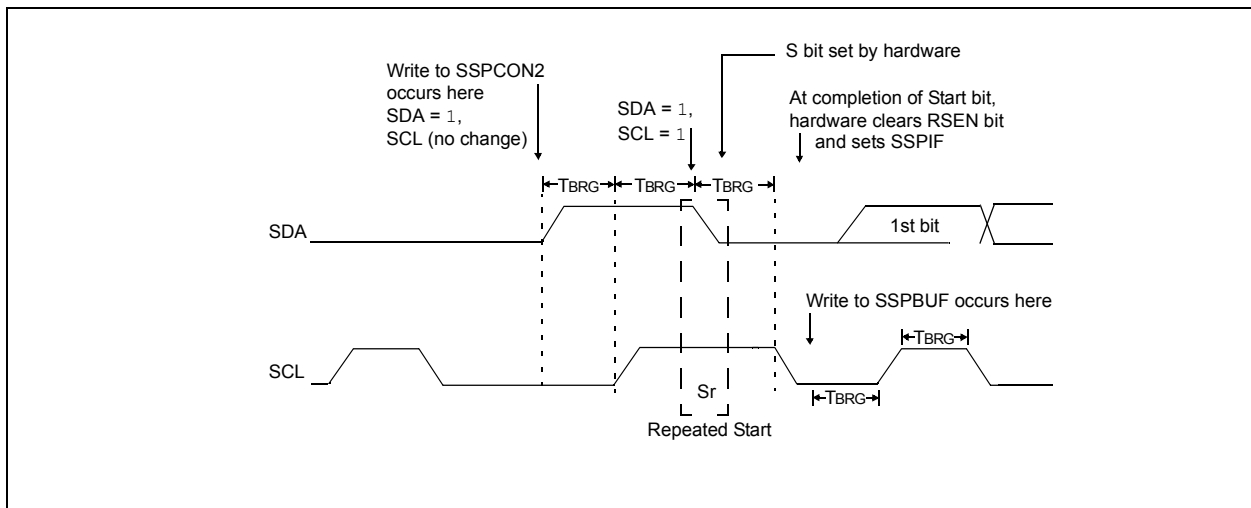 S bit set by hardware
Write to SSPCON2
occurs here
SDA = 1,
SCL (no change)
SDA = 1,
SCL = 1
At completion of Start bit,
hardware clears RSEN bit
and sets SSPIF
TBRG
TBRG
TBRG
SDA
1st bit
Write to SSPBUF occurs here
TBRG
SCL
TBRG
Sr
Repeated Start